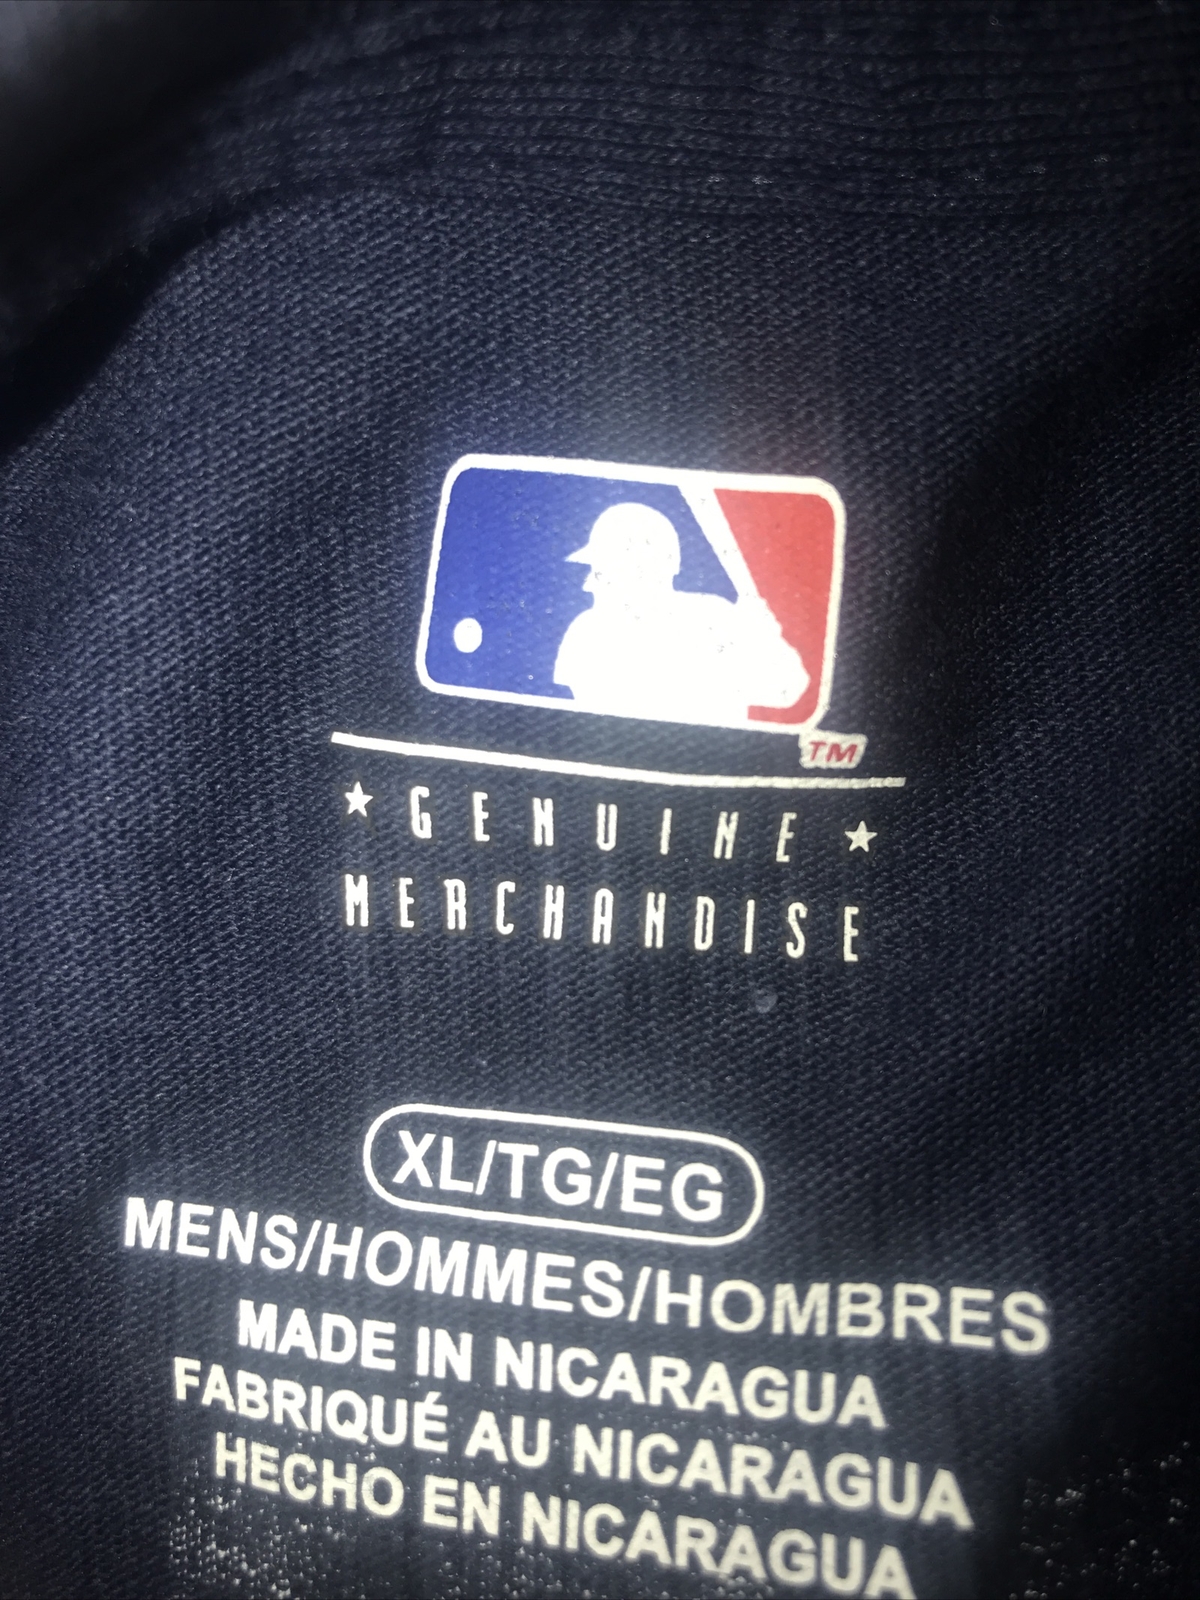 TM
★ GENUINE ★
MERCHANDISE
XL/TG/EG
MENS/HOMMES/HOMBRES
MADE IN NICARAGUA
FABRIQUÉ AU NICARAGUA
HECHO EN NICARAGUA